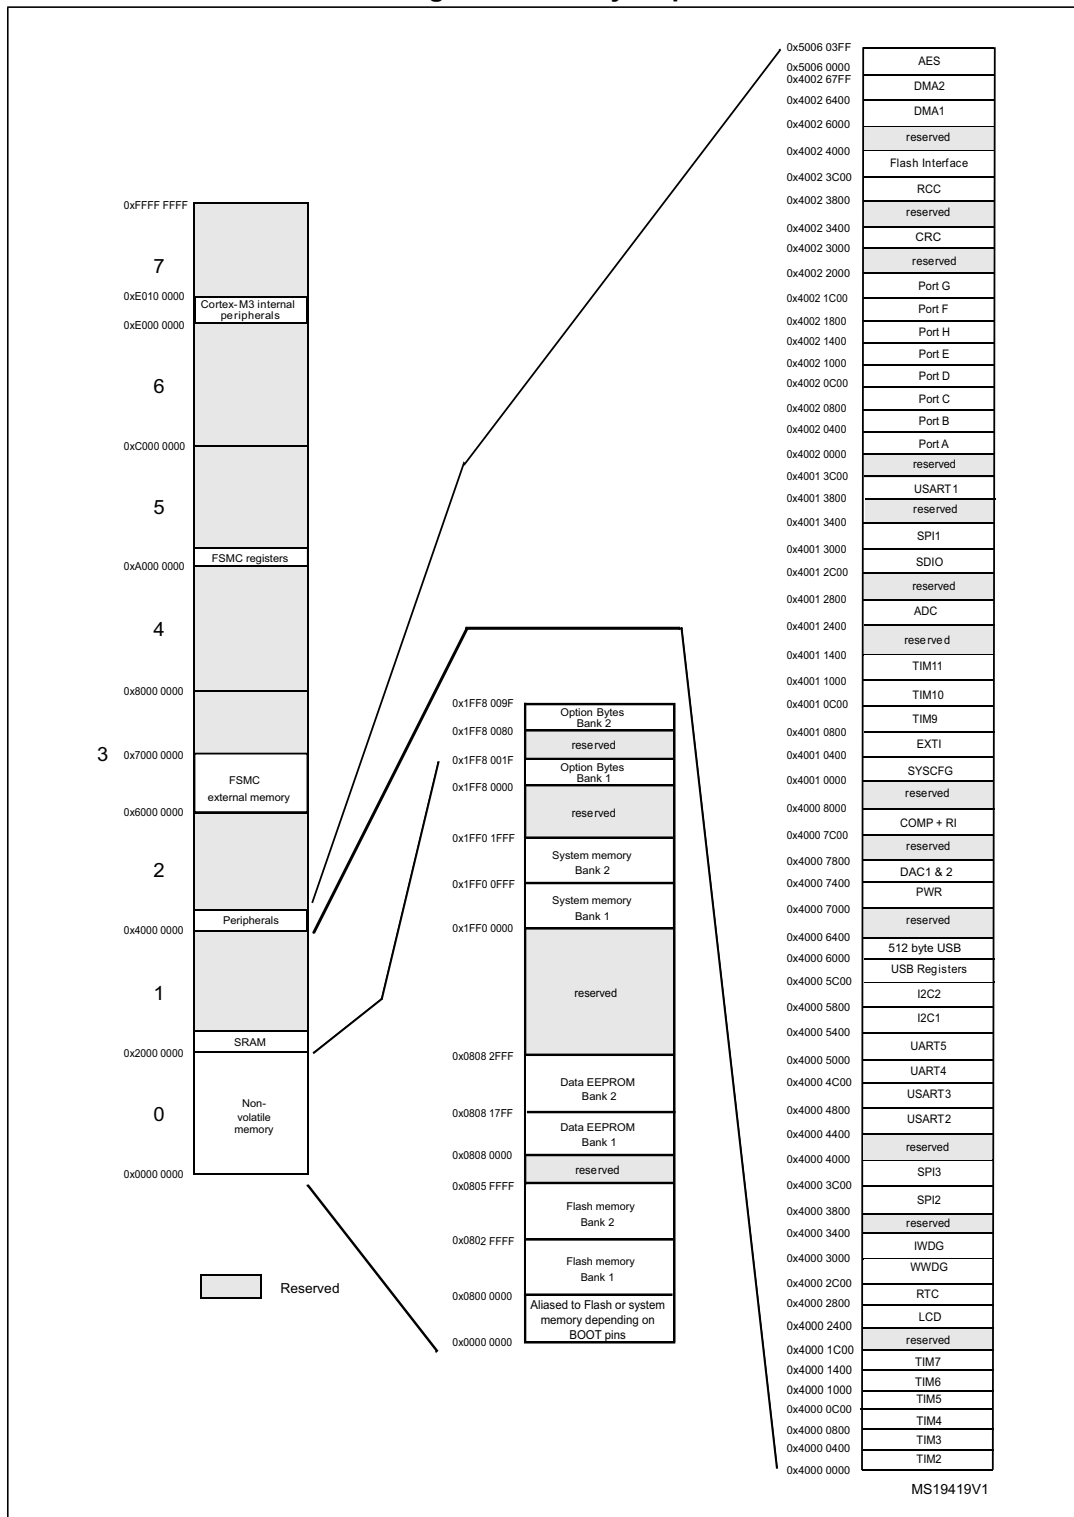 0xFFFF FFFF
7
0xE010 0000
Cortex-M3 internal
peripherals
0xE000 0000
6
0xC000 0000
5
FSMC registers
0xA000 0000
4
0x8000 0000
3
0x7000 0000
FSMC
external memory
0x6000 0000
2
Peripherals
0x4000 0000
1
SRAM
0x2000 0000
0
Non-
volatile
memory
0x0000 0000
Reserved
0x1FF8 009F
Option Bytes
Bank 2
0x1FF8 0080
reserved
0x1FF8 001F
Option Bytes
Bank 1
0x1FF8 0000
reserved
0x1FF0 1FFF
System memory
Bank 2
0x1FF0 0FFF
System memory
Bank 1
0x1FF0 0000
reserved
0x0808 2FFF
Data EEPROM
Bank 2
0x0808 17FF
Data EEPROM
Bank 1
0x0808 0000
reserved
0x0805 FFFF
Flash memory
Bank 2
0x0802 FFFF
Flash memory
Bank 1
0x0800 0000
Aliased to Flash or system
memory depending on
BOOT pins
0x0000 0000
0x5006 03FF
AES
0x5006 0000
0x4002 67FF
DMA2
0x4002 6400
DMA1
0x4002 6000
reserved
0x4002 4000
Flash Interface
0x4002 3C00
RCC
0x4002 3800
reserved
0x4002 3400
CRC
0x4002 3000
reserved
0x4002 2000
Port G
0x4002 1C00
Port F
0x4002 1800
Port H
0x4002 1400
Port E
0x4002 1000
Port D
0x4002 0C00
Port C
0x4002 0800
Port B
0x4002 0400
Port A
0x4002 0000
reserved
0x4001 3C00
USART1
0x4001 3800
reserved
0x4001 3400
SPI1
0x4001 3000
SDIO
0x4001 2C00
reserved
0x4001 2800
ADC
0x4001 2400
reserved
0x4001 1400
TIM11
0x4001 1000
TIM10
0x4001 0C00
TIM9
0x4001 0800
EXTI
0x4001 0400
SYSCFG
0x4001 0000
reserved
0x4000 8000
COMP + RI
0x4000 7C00
reserved
0x4000 7800
DAC1 & 2
0x4000 7400
PWR
0x4000 7000
reserved
0x4000 6400
512 byte USB
0x4000 6000
USB Registers
0x4000 5C00
I2C2
0x4000 5800
I2C1
0x4000 5400
UART5
0x4000 5000
UART4
0x4000 4C00
USART3
0x4000 4800
USART2
0x4000 4400
reserved
0x4000 4000
SPI3
0x4000 3C00
SPI2
0x4000 3800
reserved
0x4000 3400
IWDG
0x4000 3000
WWDG
0x4000 2C00
RTC
0x4000 2800
LCD
0x4000 2400
reserved
0x4000 1C00
TIM7
0x4000 1400
TIM6
0x4000 1000
TIM5
0x4000 0C00
TIM4
0x4000 0800
TIM3
0x4000 0400
TIM2
0x4000 0000
MS19419V1